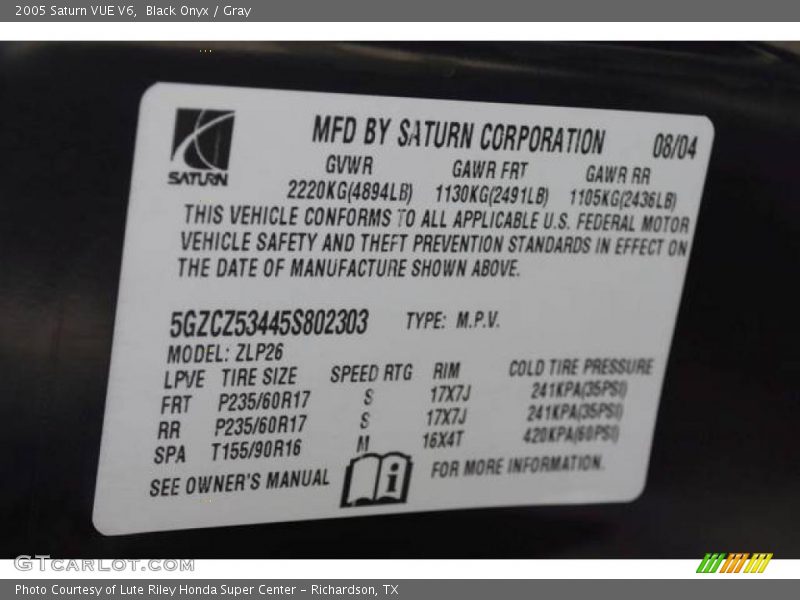 2005 Saturn VUE V6,  Black Onyx / Gray
SATURN
MFD BY SATURN CORPORATION 08/04
GVWR GAWR FRT GAWR RR
2220KG(4894LB) 1130KG(2491LB) 1105KG(2436LB)
THIS VEHICLE CONFORMS TO ALL APPLICABLE U.S. FEDERAL MOTOR
VEHICLE SAFETY AND THEFT PREVENTION STANDARDS IN EFFECT ON
THE DATE OF MANUFACTURE SHOWN ABOVE.
5GZCZ53445S802303 TYPE: M.P.V.
MODEL: ZLP26
LPVE TIRE SIZE SPEED RTG RIM COLD TIRE PRESSURE
FRT P235/60R17 S 17X7J 241KPA(35PSI)
RR P235/60R17 S 17X7J 241KPA(35PSI)
SPA T155/90R16 M 16X4T 420KPA(60PSI)
SEE OWNER'S MANUAL i FOR MORE INFORMATION.
GTCARLOT.COM
Photo Courtesy of Lute Riley Honda Super Center – Richardson, TX